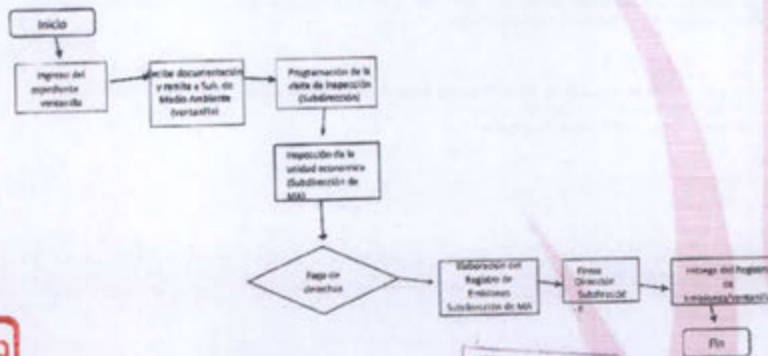 Inicio
Ingreso del
expediente
ventanilla
Recibe documentación
y remite a Sub. de
Medio Ambiente
(ventanilla)
Programación de la
visita de inspección
(Subdirección)
Inspección de la
unidad economica
(Subdirección de
MA)
Pago de
derechos
Elaboración del
Registro de
Emisiones
Subdirección de MA
Firma
Dirección
Subdirecció
n
Entrega del Registro
de
Emisiones/ventanilla
Fin